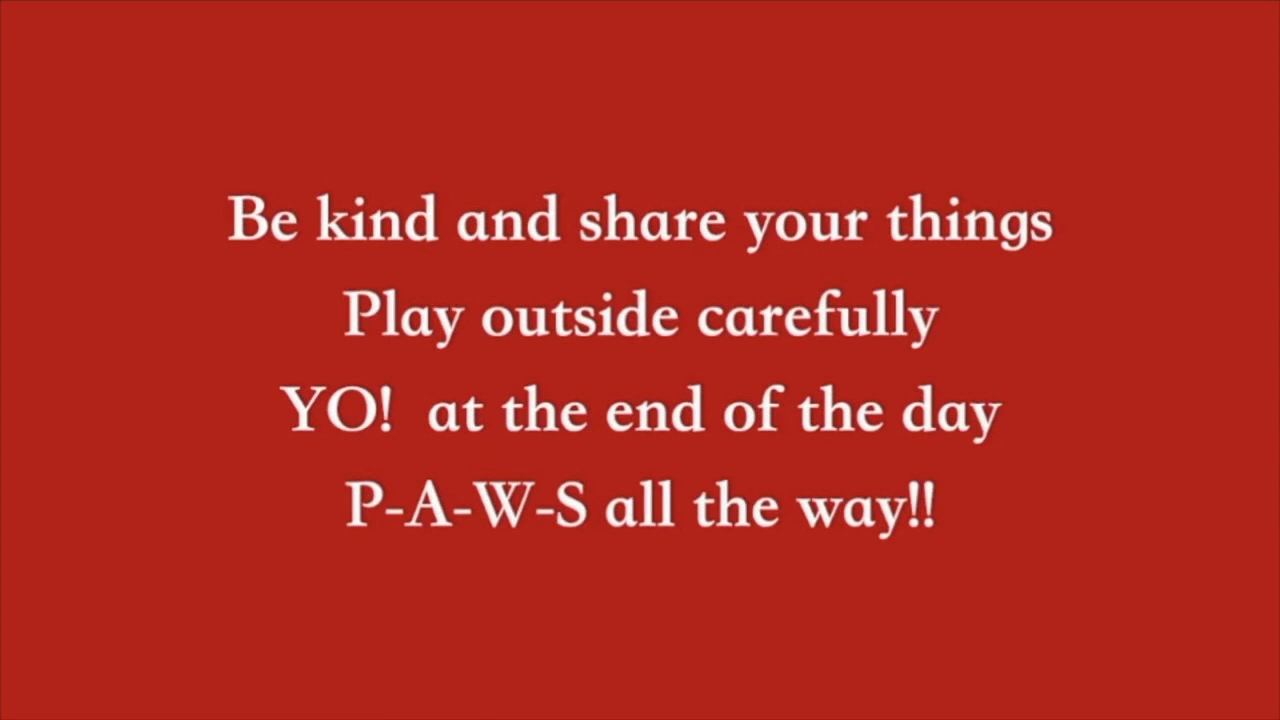 Be kind and share your things
Play outside carefully
YO!  at the end of the day
P-A-W-S all the way!!